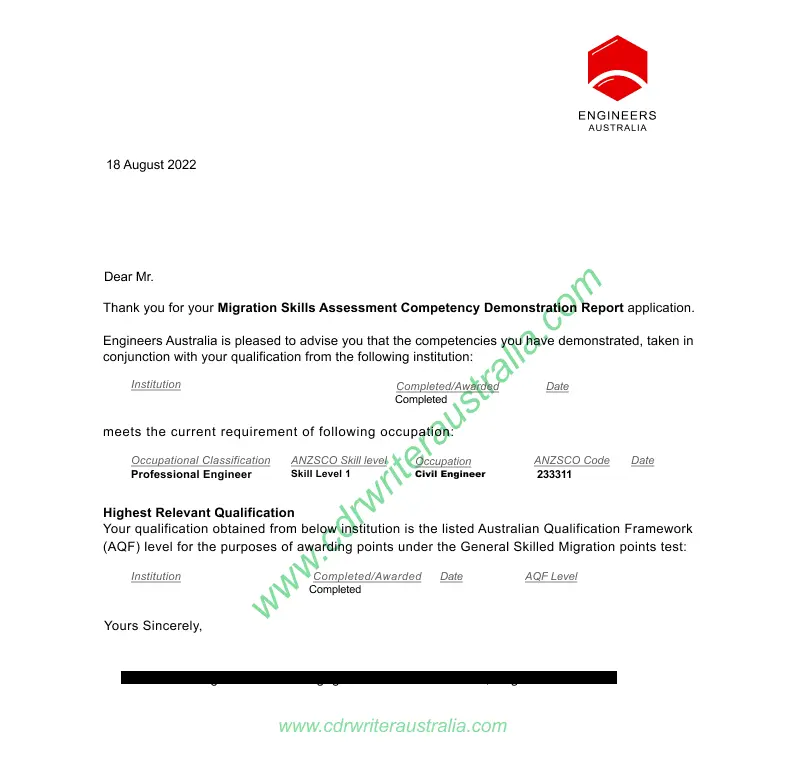 ENGINEERS
AUSTRALIA
18 August 2022
Dear Mr.
Thank you for your Migration Skills Assessment Competency Demonstration Report application.
Engineers Australia is pleased to advise you that the competencies you have demonstrated, taken in
conjunction with your qualification from the following institution:
Institution Completed/Awarded Date
Completed
meets the current requirement of following occupation:
Occupational Classification ANZSCO Skill level Occupation ANZSCO Code Date
Professional Engineer Skill Level 1 Civil Engineer 233311
Highest Relevant Qualification
Your qualification obtained from below institution is the listed Australian Qualification Framework
(AQF) level for the purposes of awarding points under the General Skilled Migration points test:
Institution Completed/Awarded Date AQF Level
Completed
Yours Sincerely,
www.cdrwriteraustralia.com
www.cdrwriteraustralia.com